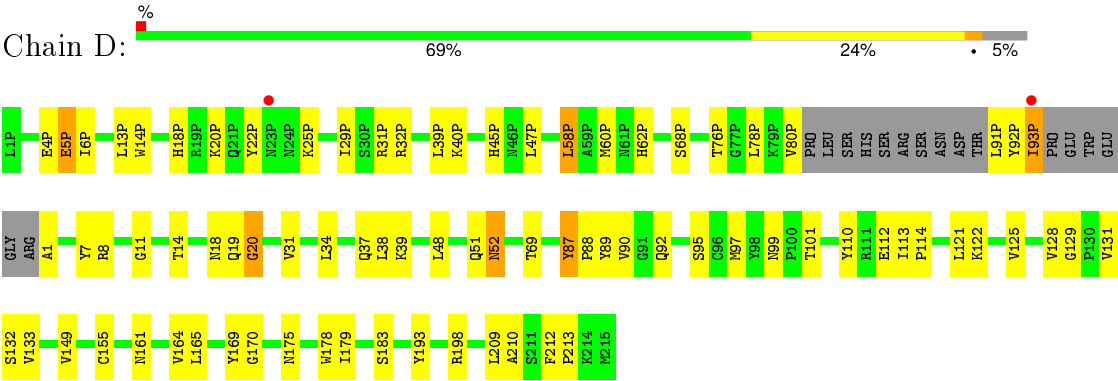 %
Chain D:
69% 24% • 5%
L1P E4P E5P I6P L13P W14P H18P R19P K20P Q21P Y22P N23P N24P K25P I29P S30P R31P R32P L39P K40P H45P N46P L47P L58P A59P M60P N61P H62P S68P T76P G77P L78P K79P V80P PRO LEU SER HIS SER ARG SER ASN ASP THR L91P Y92P I93P PRO GLU TRP GLU
GLY ARG A1 Y7 R8 G11 T14 N18 Q19 G20 V31 L34 Q37 L38 K39 L48 Q51 N52 T69 Y87 P88 Y89 V90 G91 Q92 S95 C96 M97 Y98 N99 P100 T101 Y110 R111 E112 I113 P114 L121 K122 V125 V128 G129 P130 V131
S132 V133 V149 C155 N161 V164 L165 Y169 G170 N175 W178 I179 S183 Y193 R198 L209 A210 S211 F212 P213 K214 M215